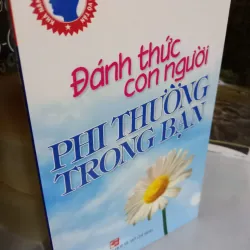 Đánh thức
con người
PHI THƯỜNG
TRONG BẠN